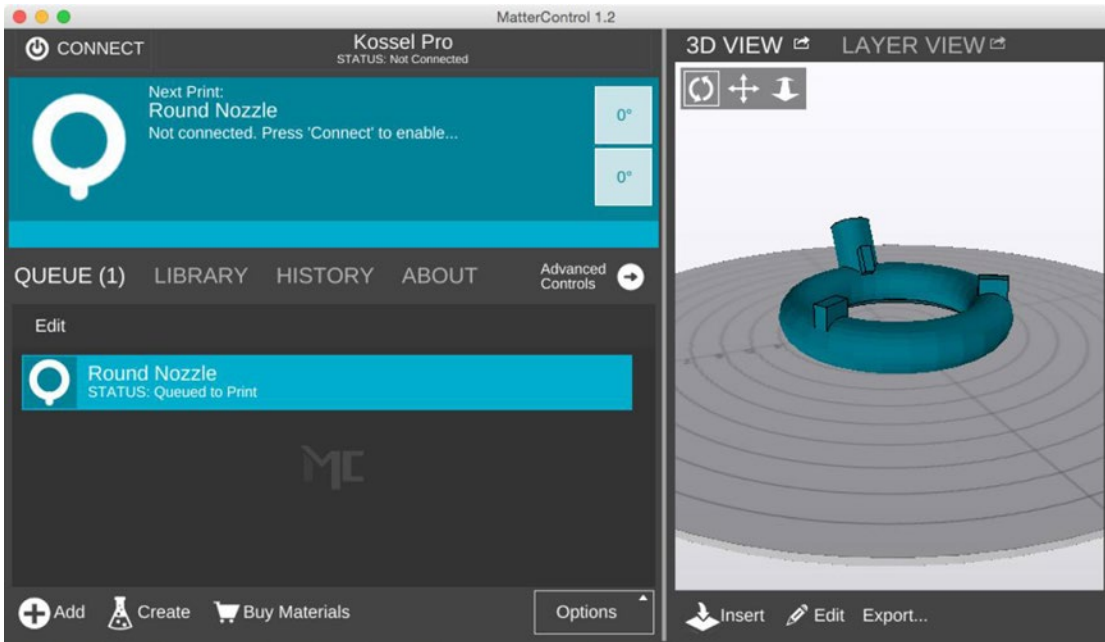 MatterControl 1.2
CONNECT
Kossel Pro
STATUS: Not Connected
3D VIEW
LAYER VIEW
Next Print:
Round Nozzle
Not connected. Press 'Connect' to enable...
0°
0°
QUEUE (1)
LIBRARY
HISTORY
ABOUT
Advanced
Controls
Edit
Round Nozzle
STATUS: Queued to Print
MC
Add
Create
Buy Materials
Options
Insert
Edit
Export...